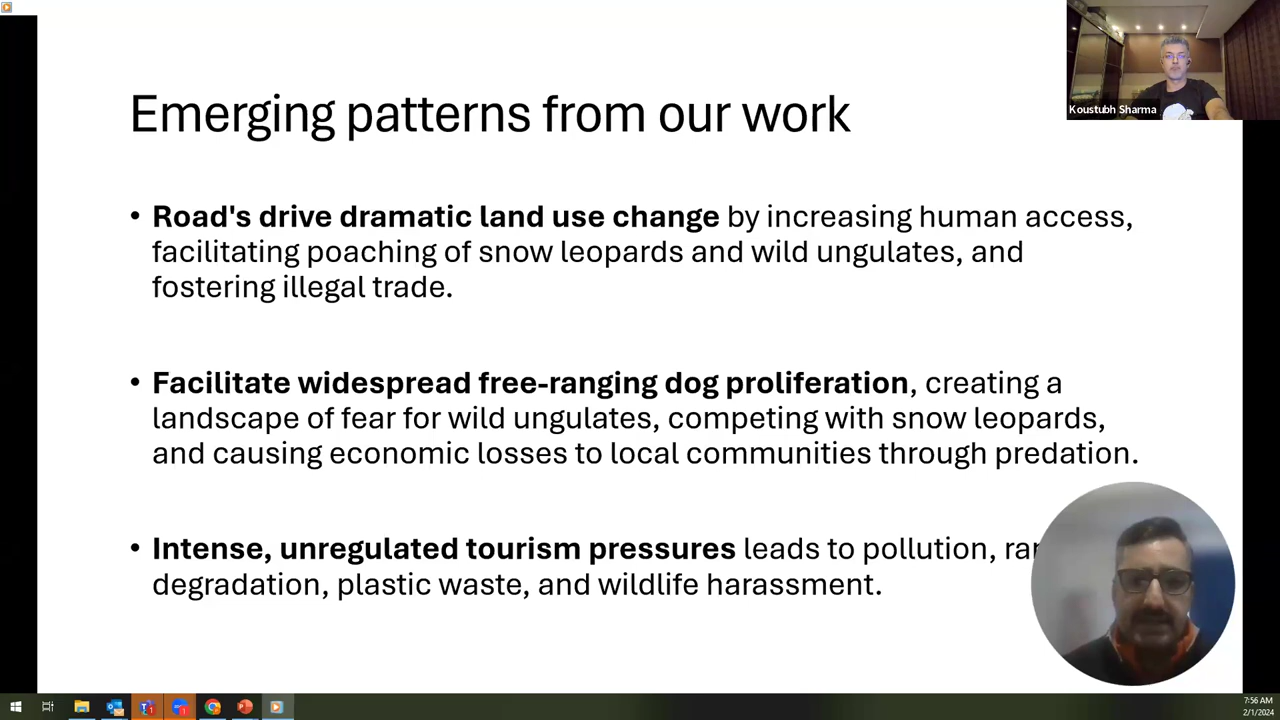 Emerging patterns from our work
Koustubh Sharma
• Road's drive dramatic land use change by increasing human access,
facilitating poaching of snow leopards and wild ungulates, and
fostering illegal trade.
• Facilitate widespread free-ranging dog proliferation, creating a
landscape of fear for wild ungulates, competing with snow leopards,
and causing economic losses to local communities through predation.
• Intense, unregulated tourism pressures leads to pollution,
degradation, plastic waste, and wildlife harassment.
7:56 AM
2/1/2024